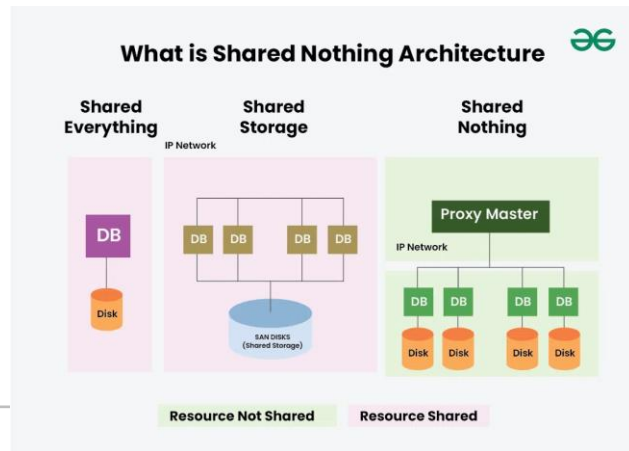 What is Shared Nothing Architecture
Shared
Everything
Shared
Storage
Shared
Nothing
IP Network
DB
Disk
DB
DB
DB
DB
SAN DISKS
(Shared Storage)
Proxy Master
IP Network
DB
DB
DB
DB
Disk
Disk
Disk
Disk
Resource Not Shared
Resource Shared